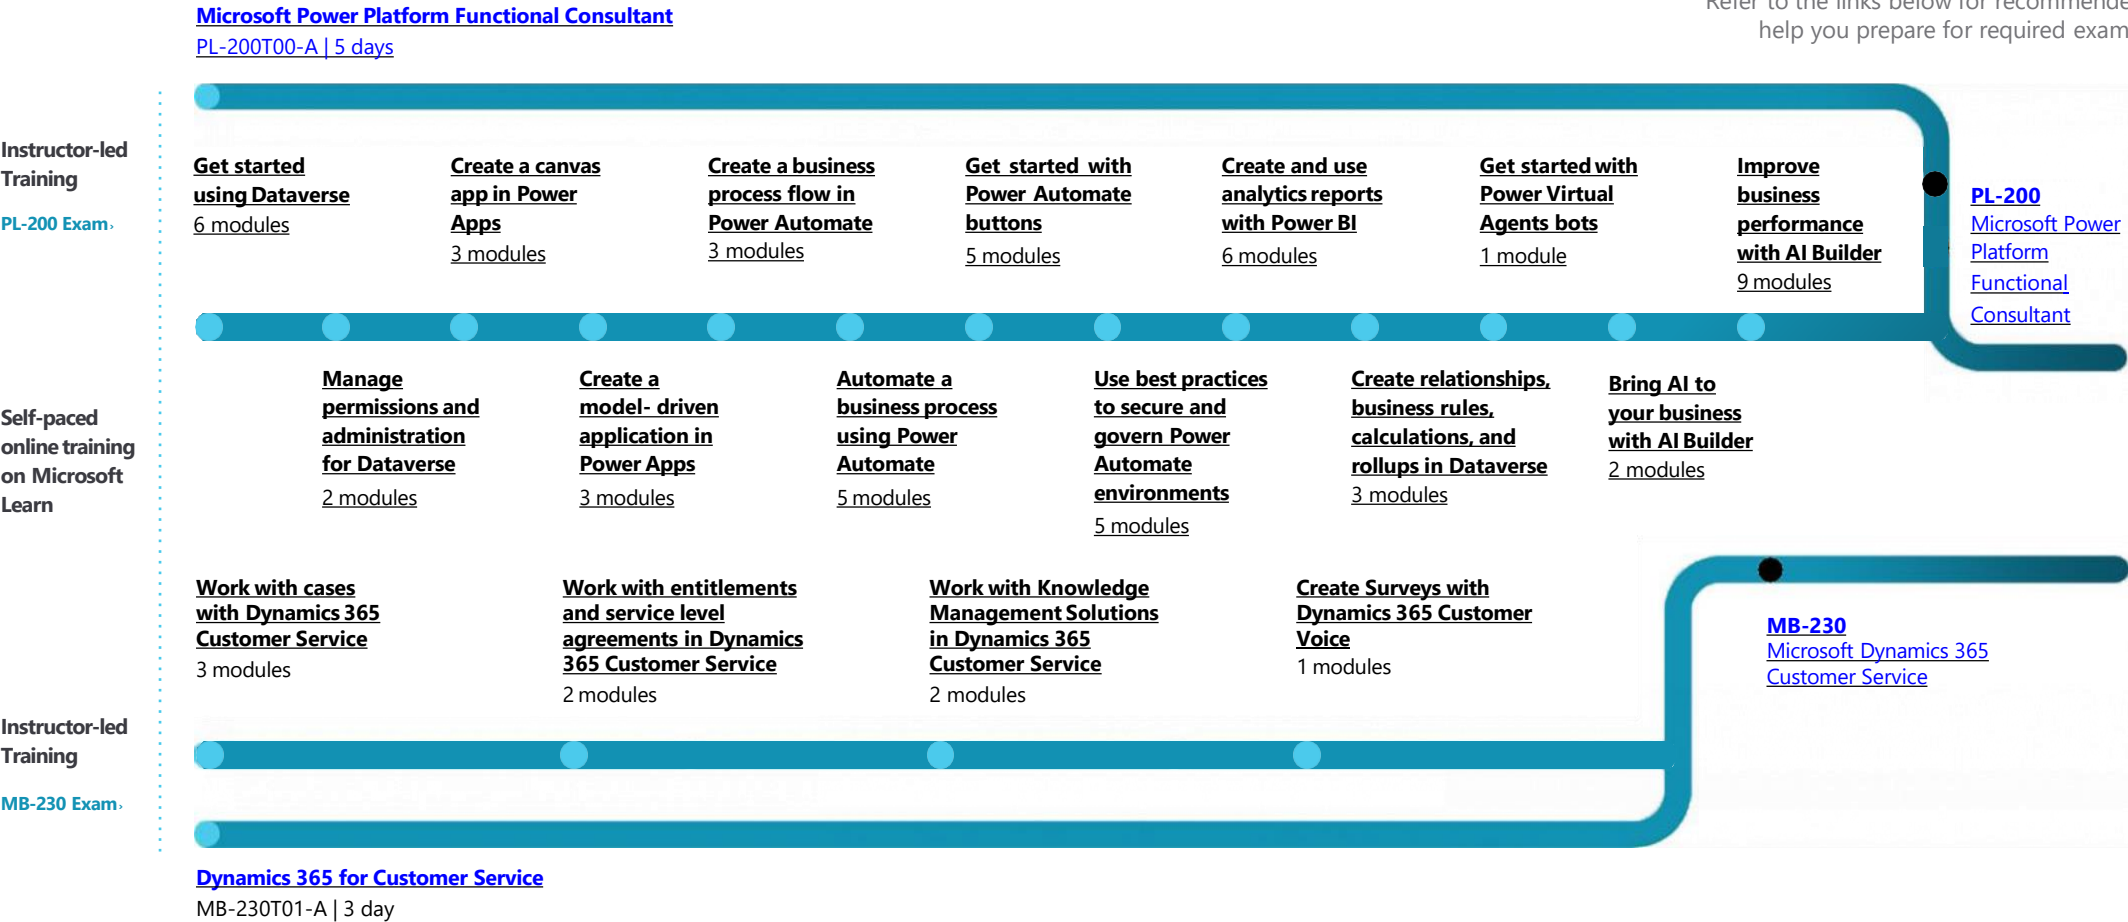 Microsoft Power Platform Functional Consultant
PL-200T00-A | 5 days
Refer to the links below for recommende
help you prepare for required exam
Instructor-led
Training
PL-200 Exam›
Get started
using Dataverse
6 modules
Create a canvas
app in Power
Apps
3 modules
Create a business
process flow in
Power Automate
3 modules
Get started with
Power Automate
buttons
5 modules
Create and use
analytics reports
with Power BI
6 modules
Get started with
Power Virtual
Agents bots
1 module
Improve
business
performance
with AI Builder
9 modules
PL-200
Microsoft Power
Platform
Functional
Consultant
Self-paced
online training
on Microsoft
Learn
Manage
permissions and
administration
for Dataverse
2 modules
Create a
model- driven
application in
Power Apps
3 modules
Automate a
business process
using Power
Automate
5 modules
Use best practices
to secure and
govern Power
Automate
environments
5 modules
Create relationships,
business rules,
calculations, and
rollups in Dataverse
3 modules
Bring AI to
your business
with AI Builder
2 modules
Work with cases
with Dynamics 365
Customer Service
3 modules
Work with entitlements
and service level
agreements in Dynamics
365 Customer Service
2 modules
Work with Knowledge
Management Solutions
in Dynamics 365
Customer Service
2 modules
Create Surveys with
Dynamics 365 Customer
Voice
1 modules
MB-230
Microsoft Dynamics 365
Customer Service
Instructor-led
Training
MB-230 Exam›
Dynamics 365 for Customer Service
MB-230T01-A | 3 day